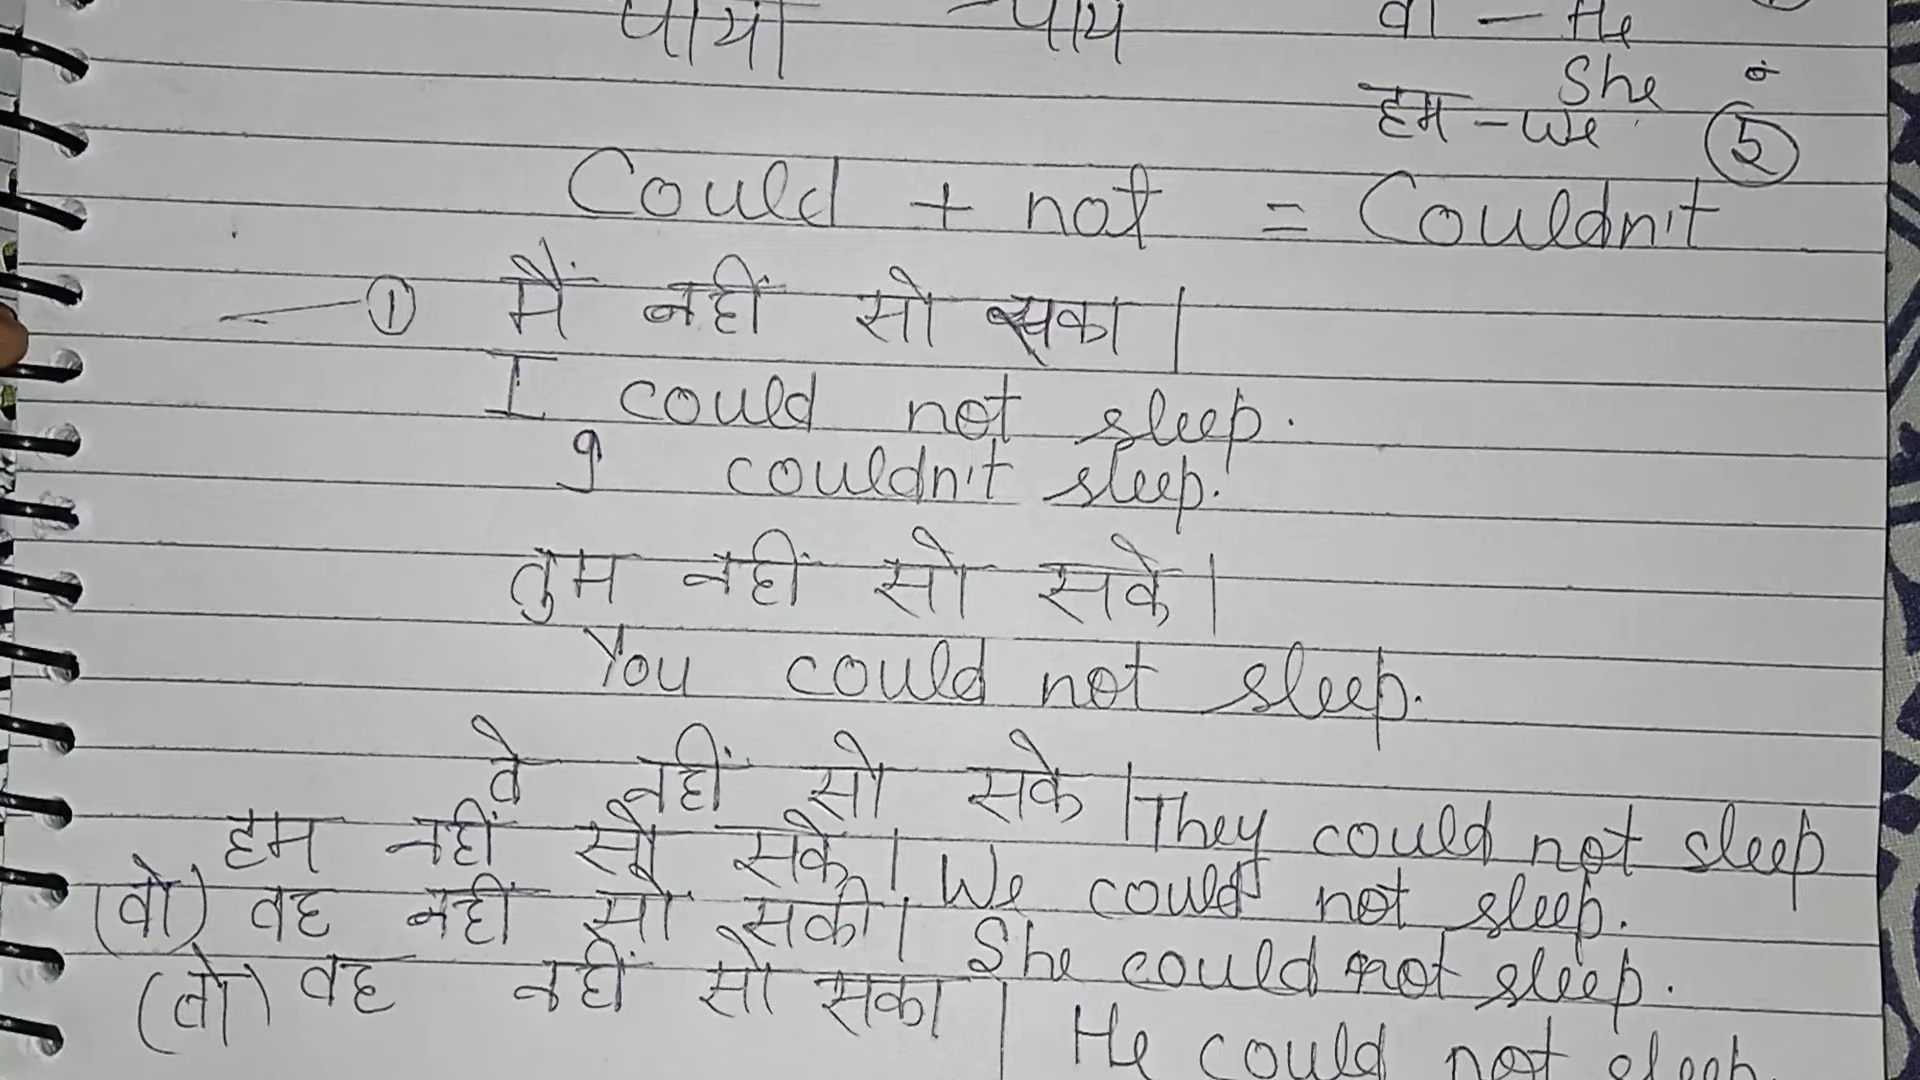 पाया - पाये वो - He
She
हम - We ⑤
Could + not = Couldn't
① मैं नहीं सो सका।
I could not sleep.
I couldn't sleep.
तुम नहीं सो सके।
You could not sleep.
वे नहीं सो सके। They could not sleep
हम नहीं सो सके। We could not sleep.
(वो) वह नहीं सो सकी। She could not sleep.
(वो) वह नहीं सो सका। He could not sleep.